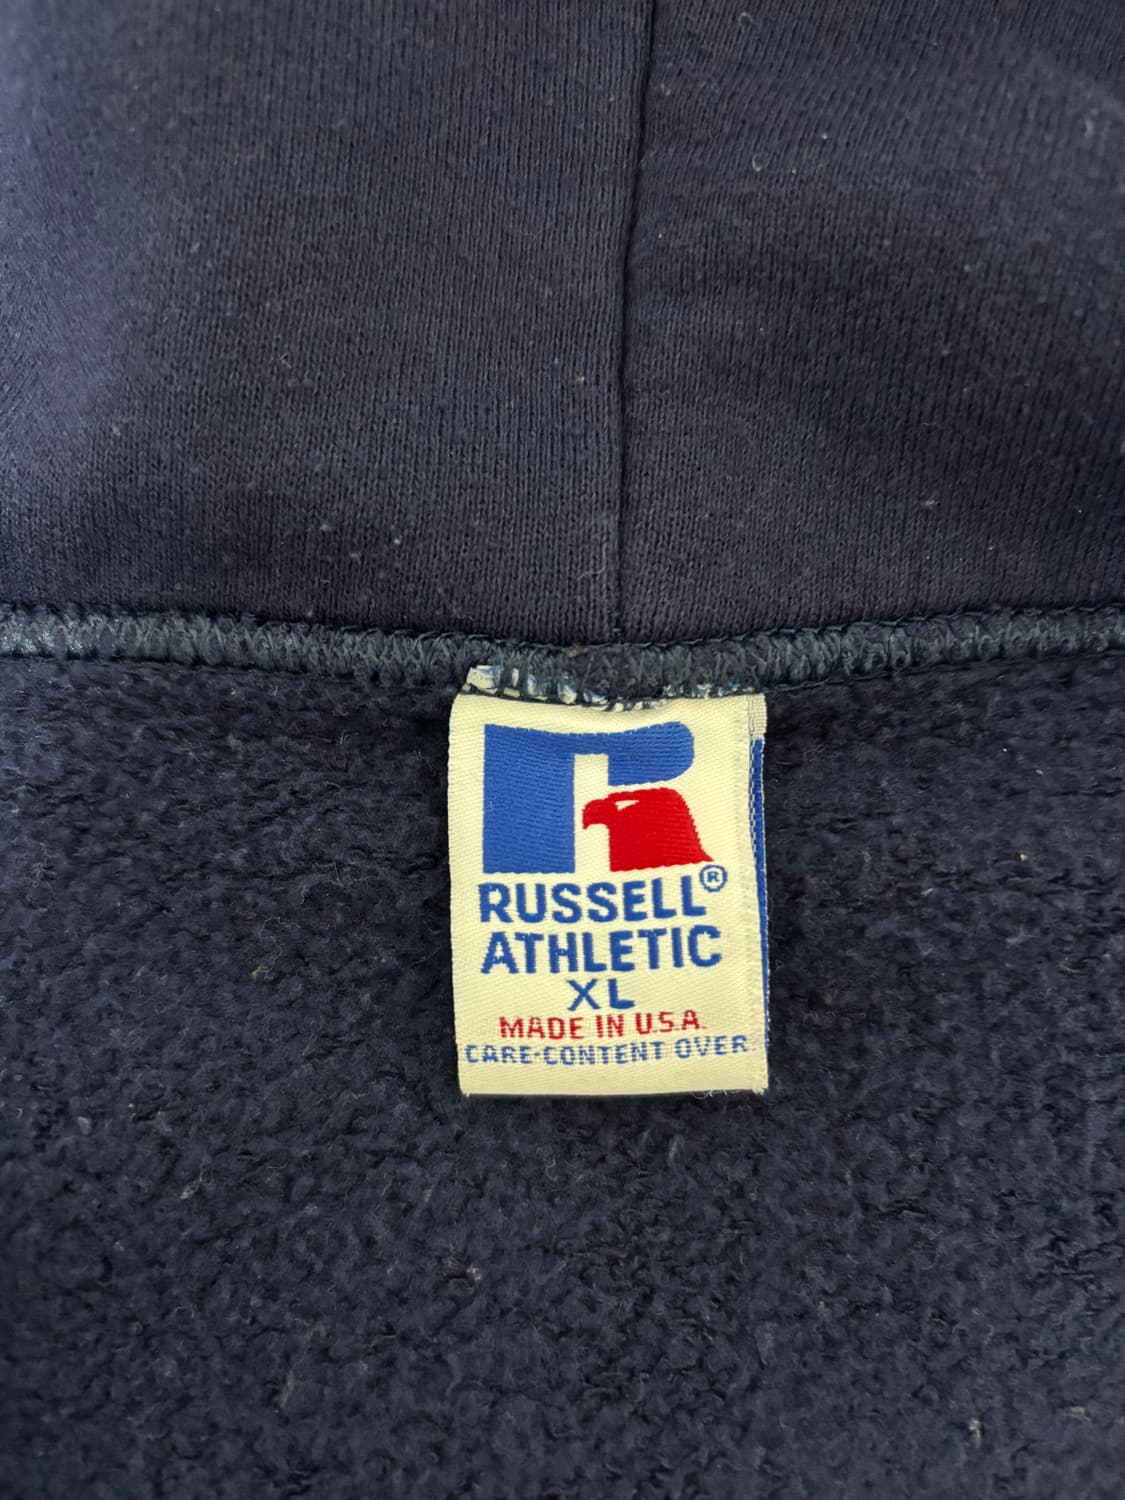 RUSSELL®
ATHLETIC
XL
MADE IN U.S.A.
CARE-CONTENT OVER